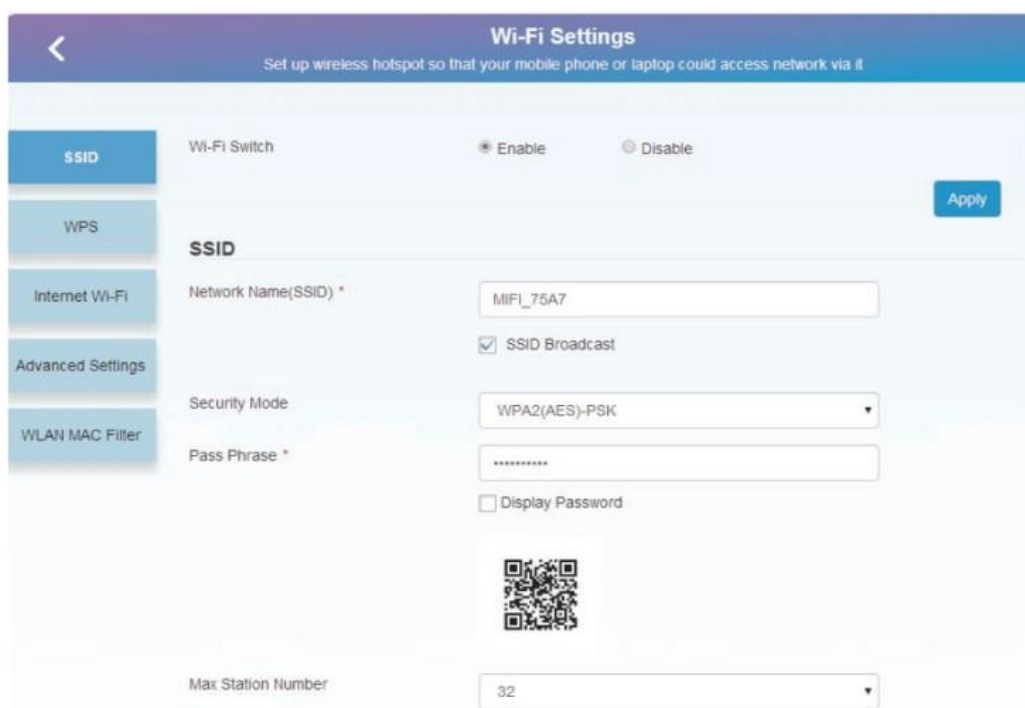 Wi-Fi Settings
Set up wireless hotspot so that your mobile phone or laptop could access network via it
SSID
WPS
Internet Wi-Fi
Advanced Settings
WLAN MAC Filter
Wi-Fi Switch
Enable
Disable
Apply
SSID
Network Name(SSID) *
MIFI_75A7
SSID Broadcast
Security Mode
WPA2(AES)-PSK
Pass Phrase *
••••••••••
Display Password
Max Station Number
32